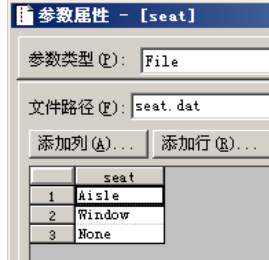 参数属性 - [seat]
参数类型(P): File
文件路径(F): seat.dat
添加列(A)... 添加行(R)...
seat
1 Aisle
2 Window
3 None